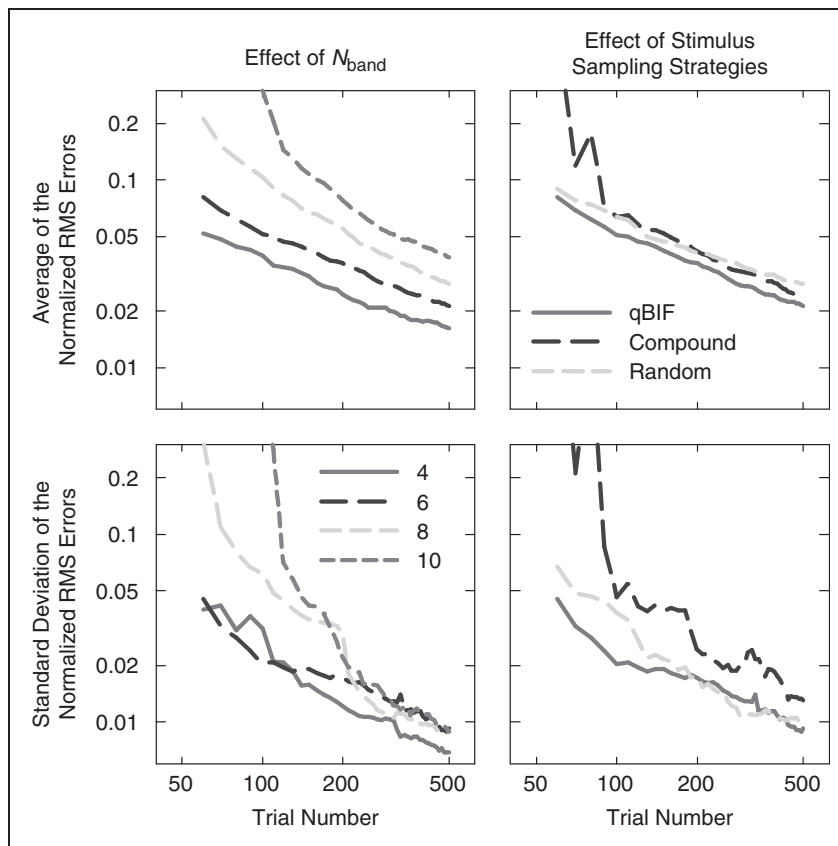 Effect of Nband
Effect of Stimulus
Sampling Strategies
Average of the
Normalized RMS Errors
0.2
0.1
0.05
0.02
0.01
qBIF
Compound
Random
Standard Deviation of the
Normalized RMS Errors
0.2
0.1
0.05
0.02
0.01
4
6
8
10
50 100 200 500
50 100 200 500
Trial Number
Trial Number